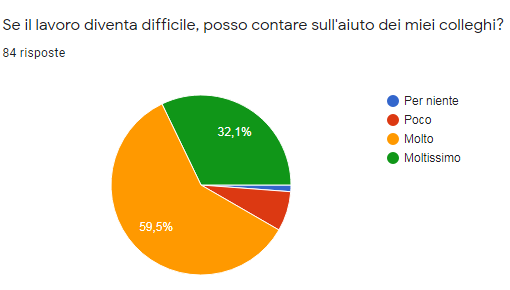 Se il lavoro diventa difficile, posso contare sull'aiuto dei miei colleghi?
84 risposte
Per niente
Poco
Molto
Moltissimo
32,1%
59,5%